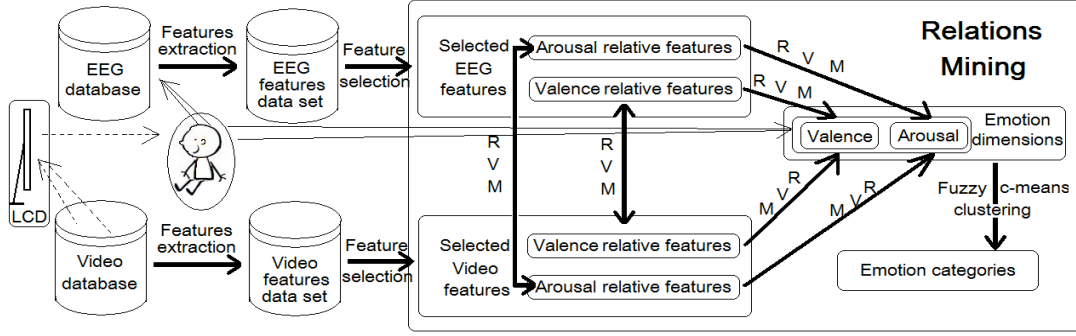 Features
extraction
EEG
database
EEG
features
data set
Feature
selection
Selected
EEG
features
Arousal relative features
Valence relative features
R V M
R V M
Relations
Mining
LCD
R
V
M
R
V
M
Valence
Arousal
Emotion
dimensions
M V R
M V R
Fuzzy c-means
clustering
Emotion categories
Features
extraction
Video
database
Video
features
data set
Feature
selection
Selected
Video
features
Valence relative features
Arousal relative features